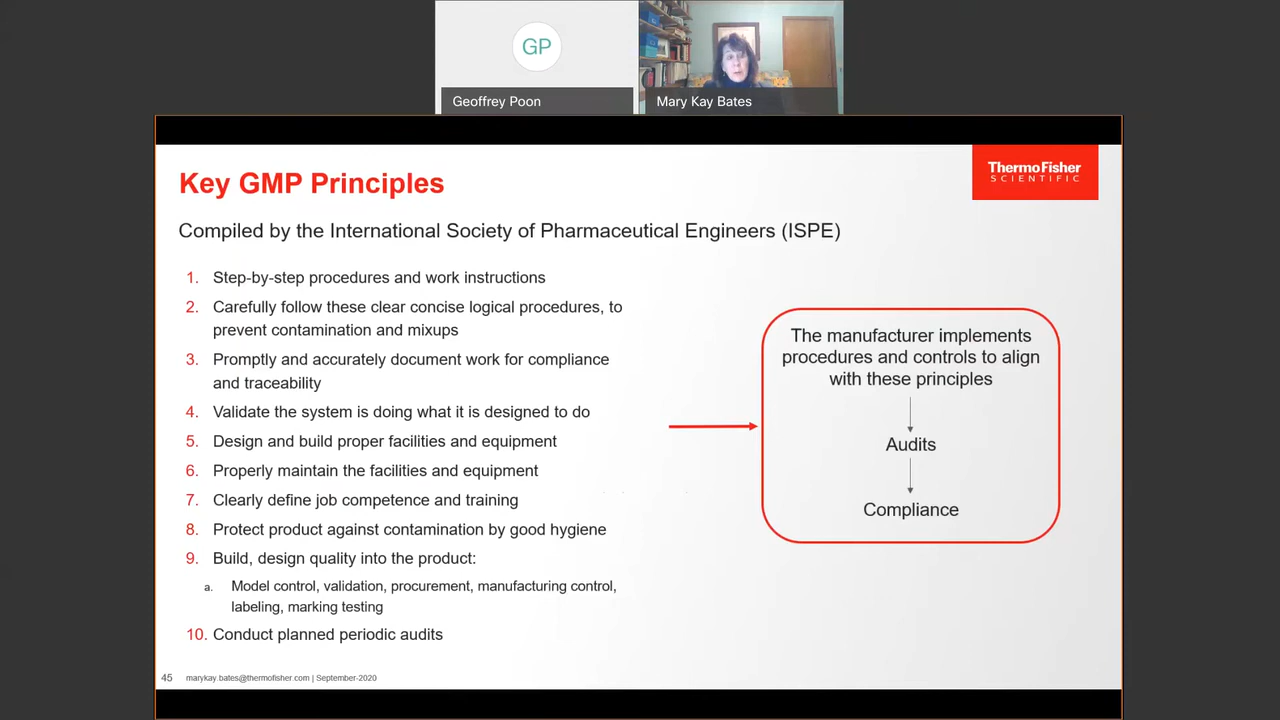 GP
Geoffrey Poon
Mary Kay Bates
Key GMP Principles
ThermoFisher
SCIENTIFIC
Compiled by the International Society of Pharmaceutical Engineers (ISPE)
1. Step-by-step procedures and work instructions
2. Carefully follow these clear concise logical procedures, to
prevent contamination and mixups
3. Promptly and accurately document work for compliance
and traceability
4. Validate the system is doing what it is designed to do
5. Design and build proper facilities and equipment
6. Properly maintain the facilities and equipment
7. Clearly define job competence and training
8. Protect product against contamination by good hygiene
9. Build, design quality into the product:
a. Model control, validation, procurement, manufacturing control,
labeling, marking testing
10. Conduct planned periodic audits
The manufacturer implements
procedures and controls to align
with these principles
Audits
Compliance
45 marykay.bates@thermofisher.com | September-2020